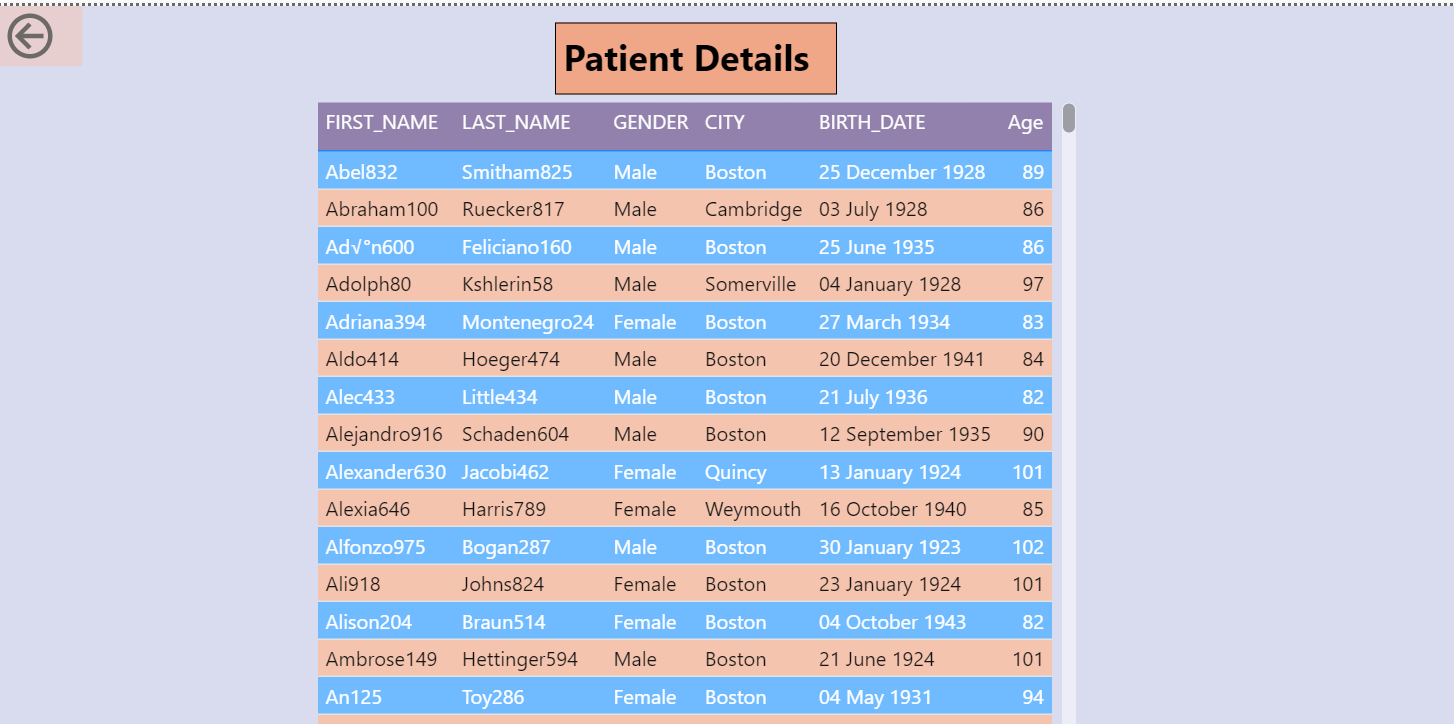 Patient Details
FIRST_NAME LAST_NAME GENDER CITY BIRTH_DATE Age
Abel832 Smitham825 Male Boston 25 December 1928 89
Abraham100 Ruecker817 Male Cambridge 03 July 1928 86
Ad√°n600 Feliciano160 Male Boston 25 June 1935 86
Adolph80 Kshlerin58 Male Somerville 04 January 1928 97
Adriana394 Montenegro24 Female Boston 27 March 1934 83
Aldo414 Hoeger474 Male Boston 20 December 1941 84
Alec433 Little434 Male Boston 21 July 1936 82
Alejandro916 Schaden604 Male Boston 12 September 1935 90
Alexander630 Jacobi462 Female Quincy 13 January 1924 101
Alexia646 Harris789 Female Weymouth 16 October 1940 85
Alfonzo975 Bogan287 Male Boston 30 January 1923 102
Ali918 Johns824 Female Boston 23 January 1924 101
Alison204 Braun514 Female Boston 04 October 1943 82
Ambrose149 Hettinger594 Male Boston 21 June 1924 101
An125 Toy286 Female Boston 04 May 1931 94